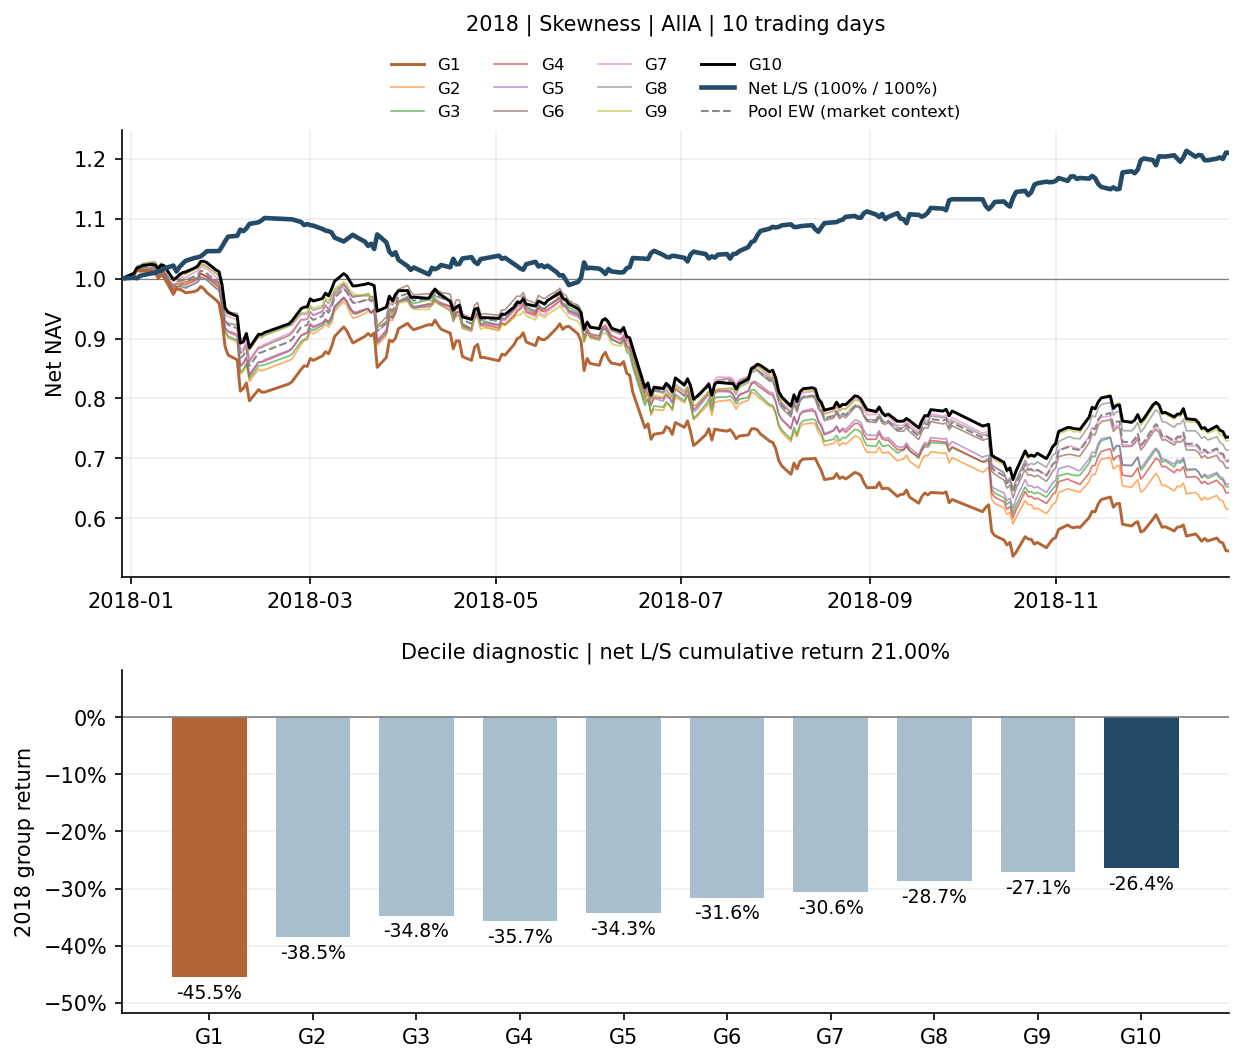 2018 | Skewness | AllA | 10 trading days
G1 G4 G7 G10
G2 G5 G8 Net L/S (100% / 100%)
G3 G6 G9 Pool EW (market context)
Net NAV
1.2
1.1
1.0
0.9
0.8
0.7
0.6
2018-01 2018-03 2018-05 2018-07 2018-09 2018-11
Decile diagnostic | net L/S cumulative return 21.00%
2018 group return
0%
−10%
−20%
−30%
−40%
−50%
-45.5% -38.5% -34.8% -35.7% -34.3% -31.6% -30.6% -28.7% -27.1% -26.4%
G1 G2 G3 G4 G5 G6 G7 G8 G9 G10